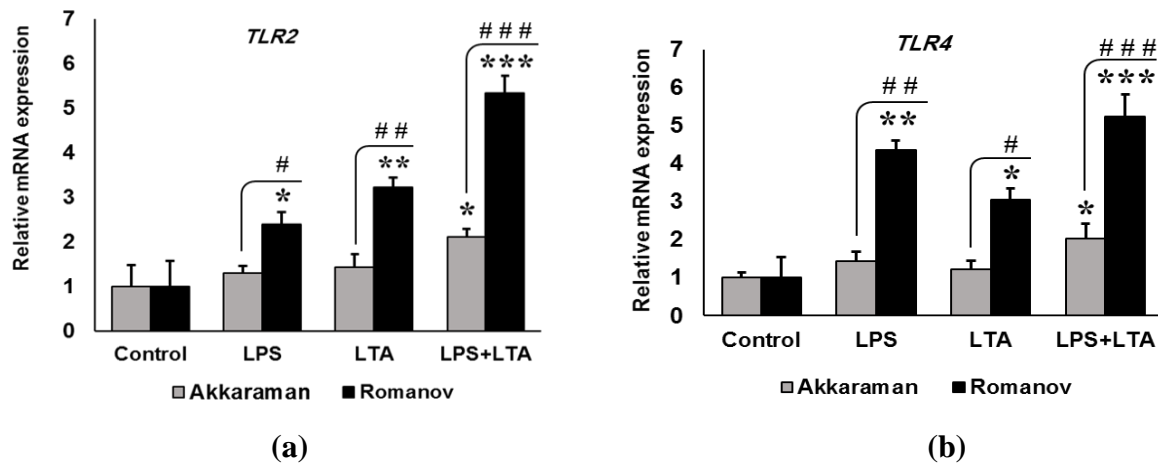 TLR2
Relative mRNA expression
7
6
5
4
3
2
1
0
#
*
# #
**
# # #
***
*
Control LPS LTA LPS+LTA
Akkaraman Romanov
(a)
TLR4
Relative mRNA expression
7
6
5
4
3
2
1
0
# #
**
#
*
# # #
***
*
Control LPS LTA LPS+LTA
Akkaraman Romanov
(b)